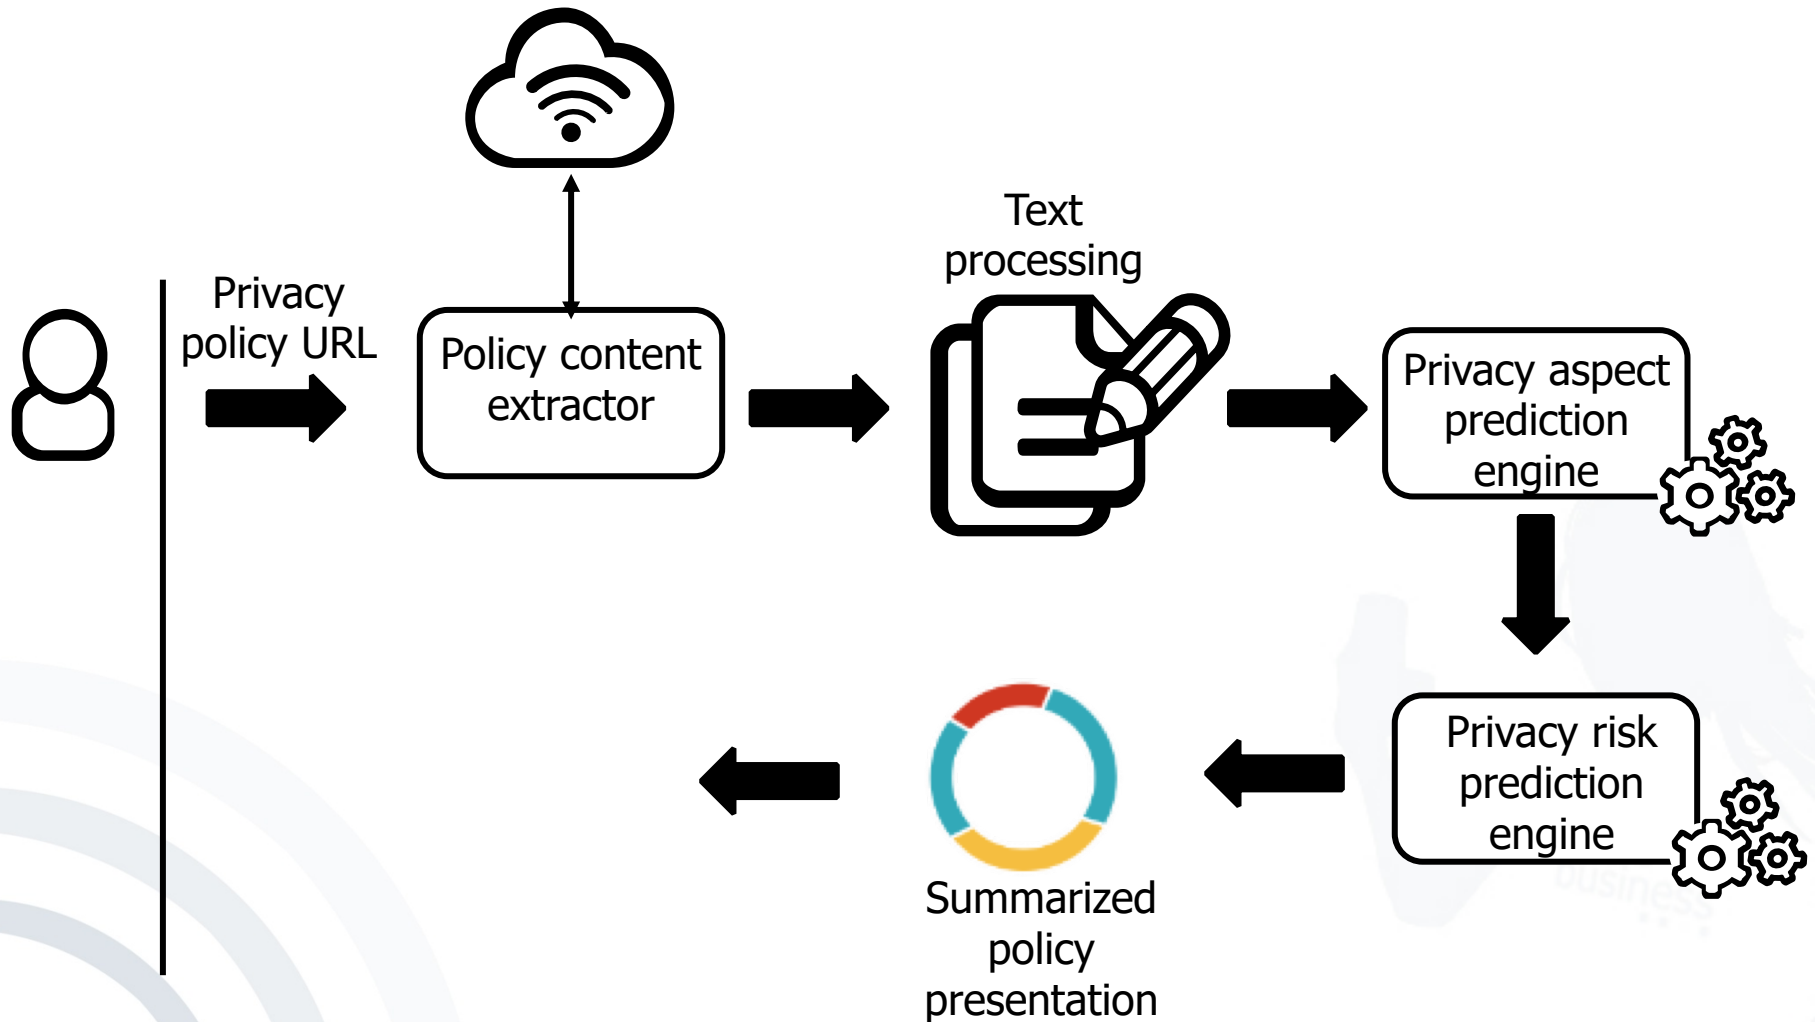 Text
processing
Privacy
policy URL
Policy content
extractor
Privacy aspect
prediction
engine
Privacy risk
prediction
engine
business
Summarized
policy
presentation